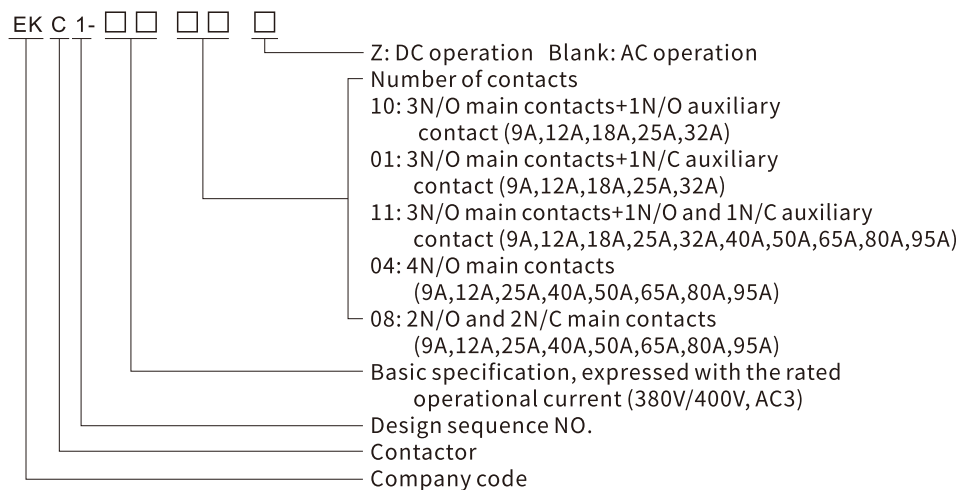 EK C 1-□□ □□ □
Z: DC operation Blank: AC operation
Number of contacts
10: 3N/O main contacts+1N/O auxiliary
contact (9A,12A,18A,25A,32A)
01: 3N/O main contacts+1N/C auxiliary
contact (9A,12A,18A,25A,32A)
11: 3N/O main contacts+1N/O and 1N/C auxiliary
contact (9A,12A,18A,25A,32A,40A,50A,65A,80A,95A)
04: 4N/O main contacts
(9A,12A,25A,40A,50A,65A,80A,95A)
08: 2N/O and 2N/C main contacts
(9A,12A,25A,40A,50A,65A,80A,95A)
Basic specification, expressed with the rated
operational current (380V/400V, AC3)
Design sequence NO.
Contactor
Company code